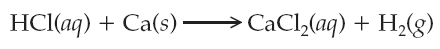 HCl(aq) + Ca(s) ⟶ CaCl₂(aq) + H₂(g)